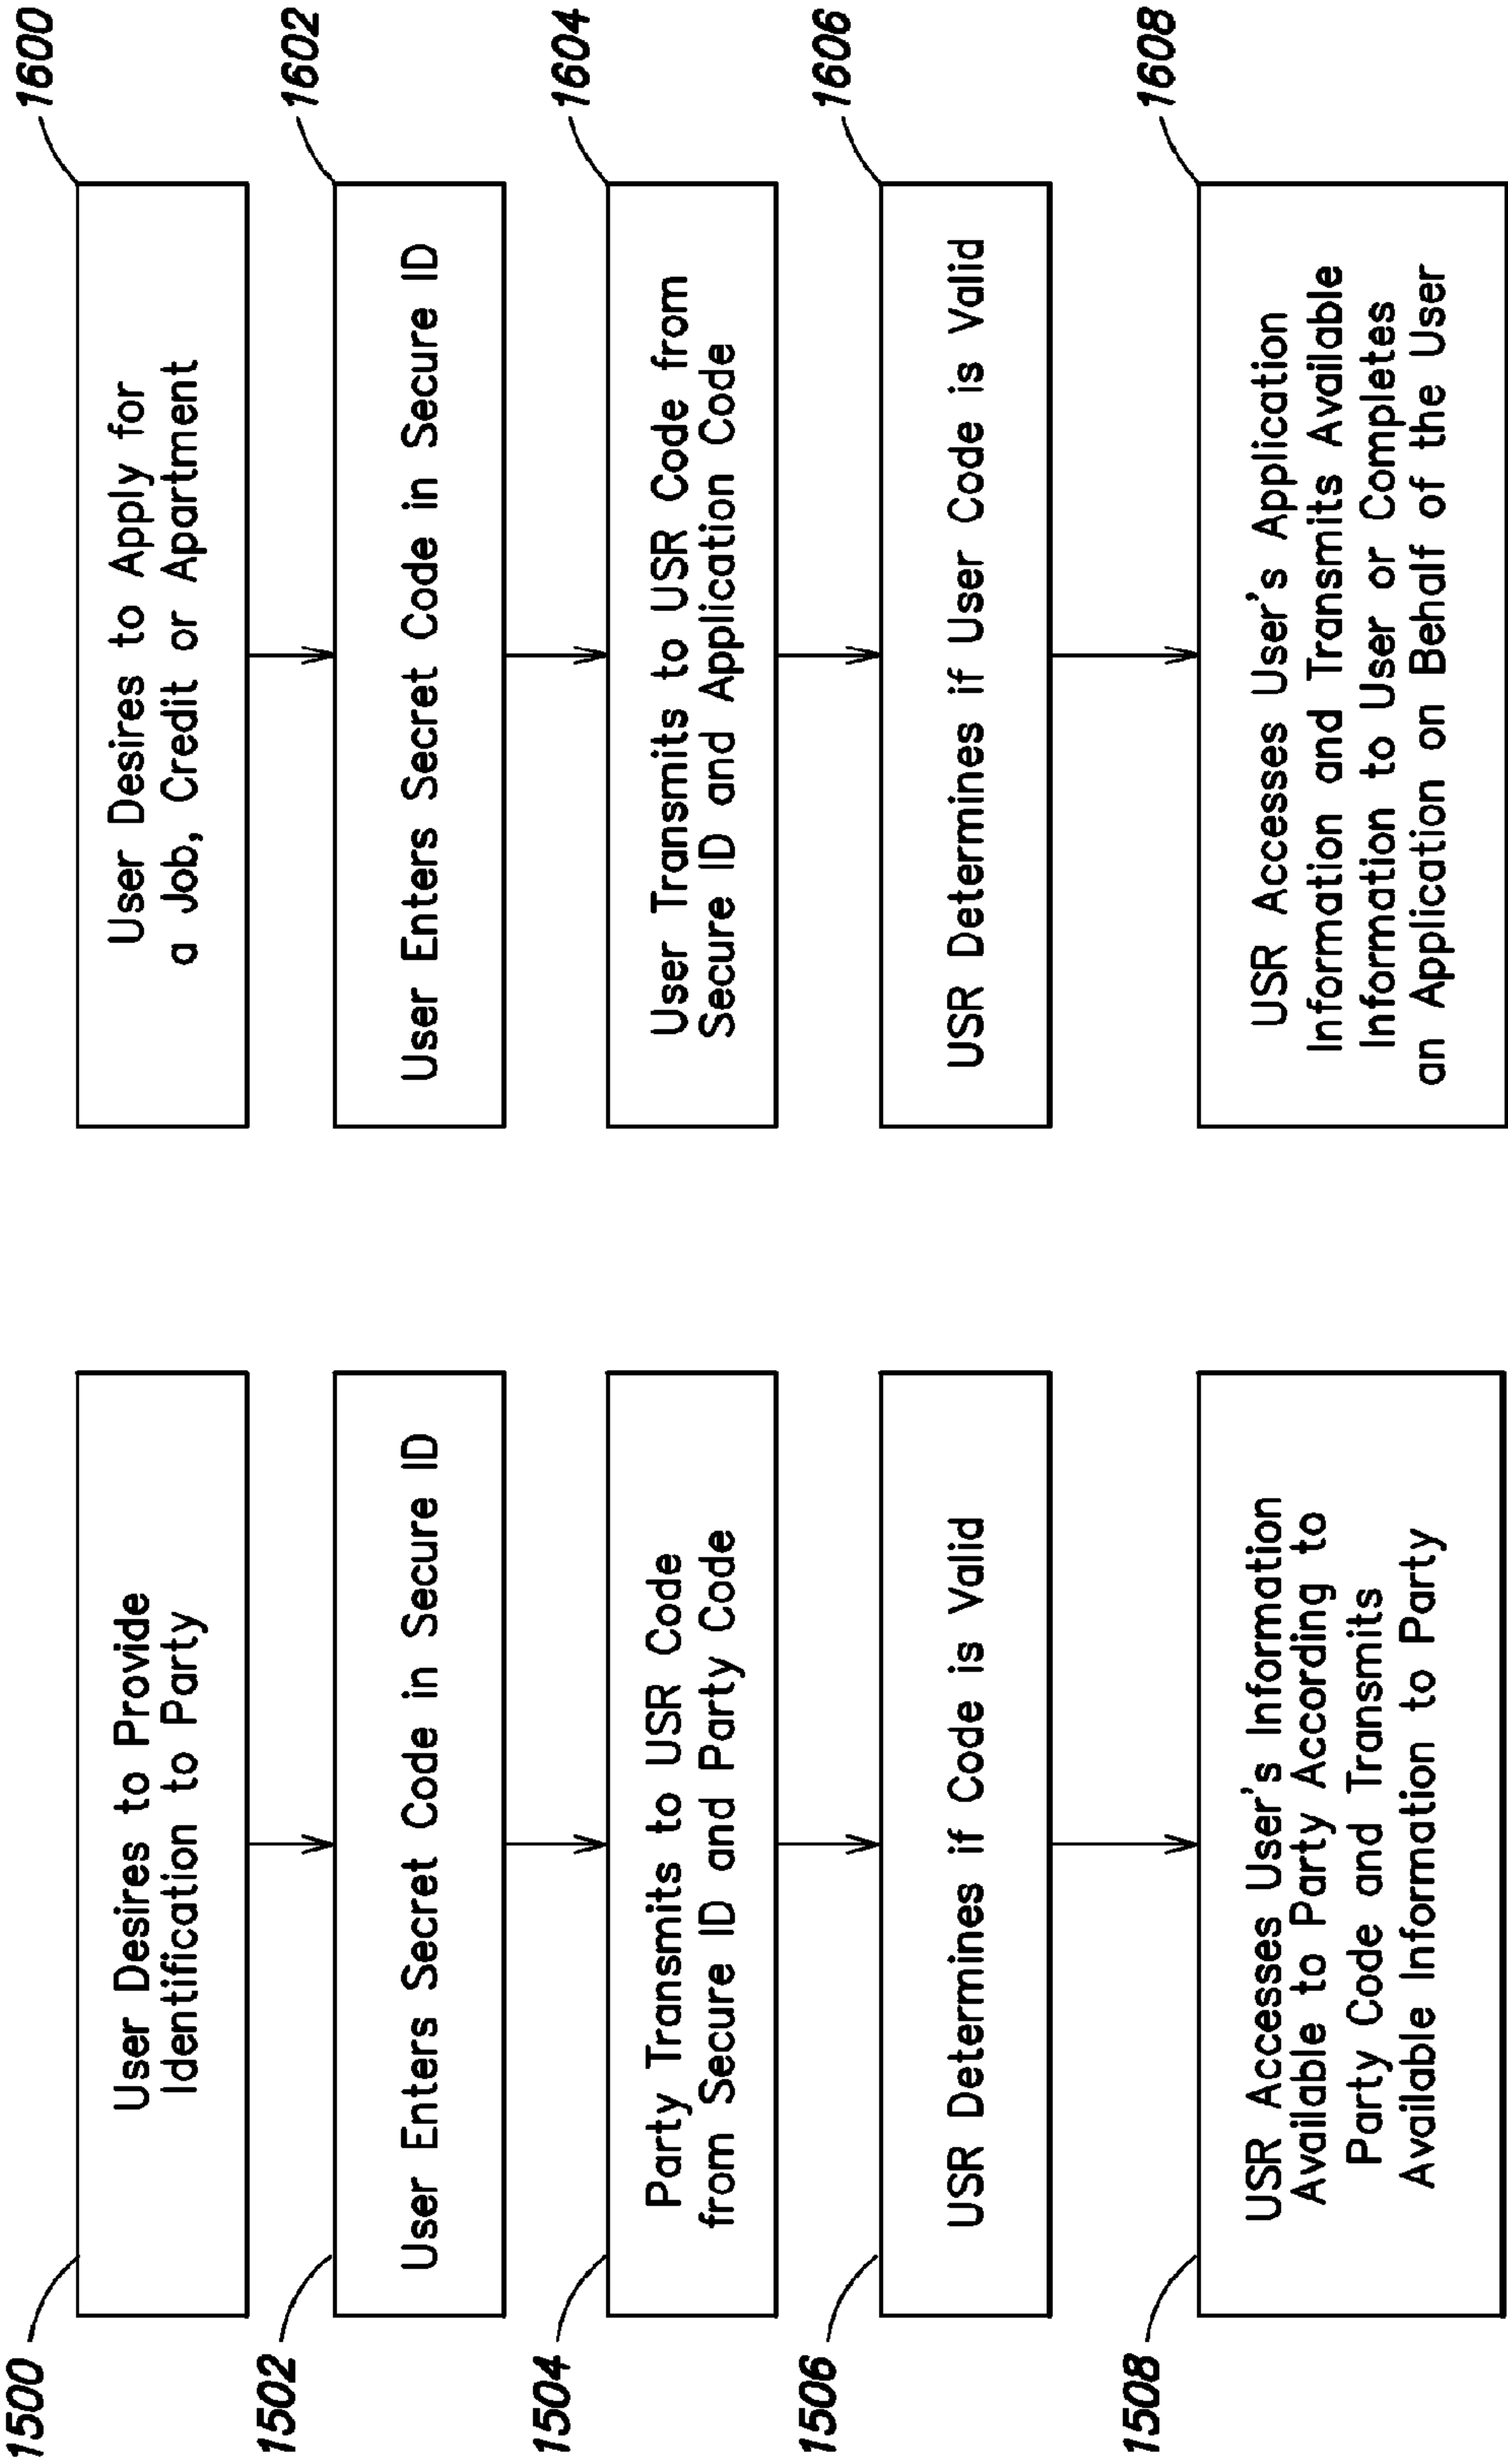 1500
User Desires to Provide
Identification to Party
1502
User Enters Secret Code in Secure ID
1504
Party Transmits to USR Code
from Secure ID and Party Code
1506
USR Determines if Code is Valid
1508
USR Accesses User's Information
Available to Party According to
Party Code and Transmits
Available Information to Party
1600
User Desires to Apply for
a Job, Credit or Apartment
1602
User Enters Secret Code in Secure ID
1604
User Transmits to USR Code from
Secure ID and Application Code
1606
USR Determines if User Code is Valid
1608
USR Accesses User's Application
Information and Transmits Available
Information to User or Completes
an Application on Behalf of the User